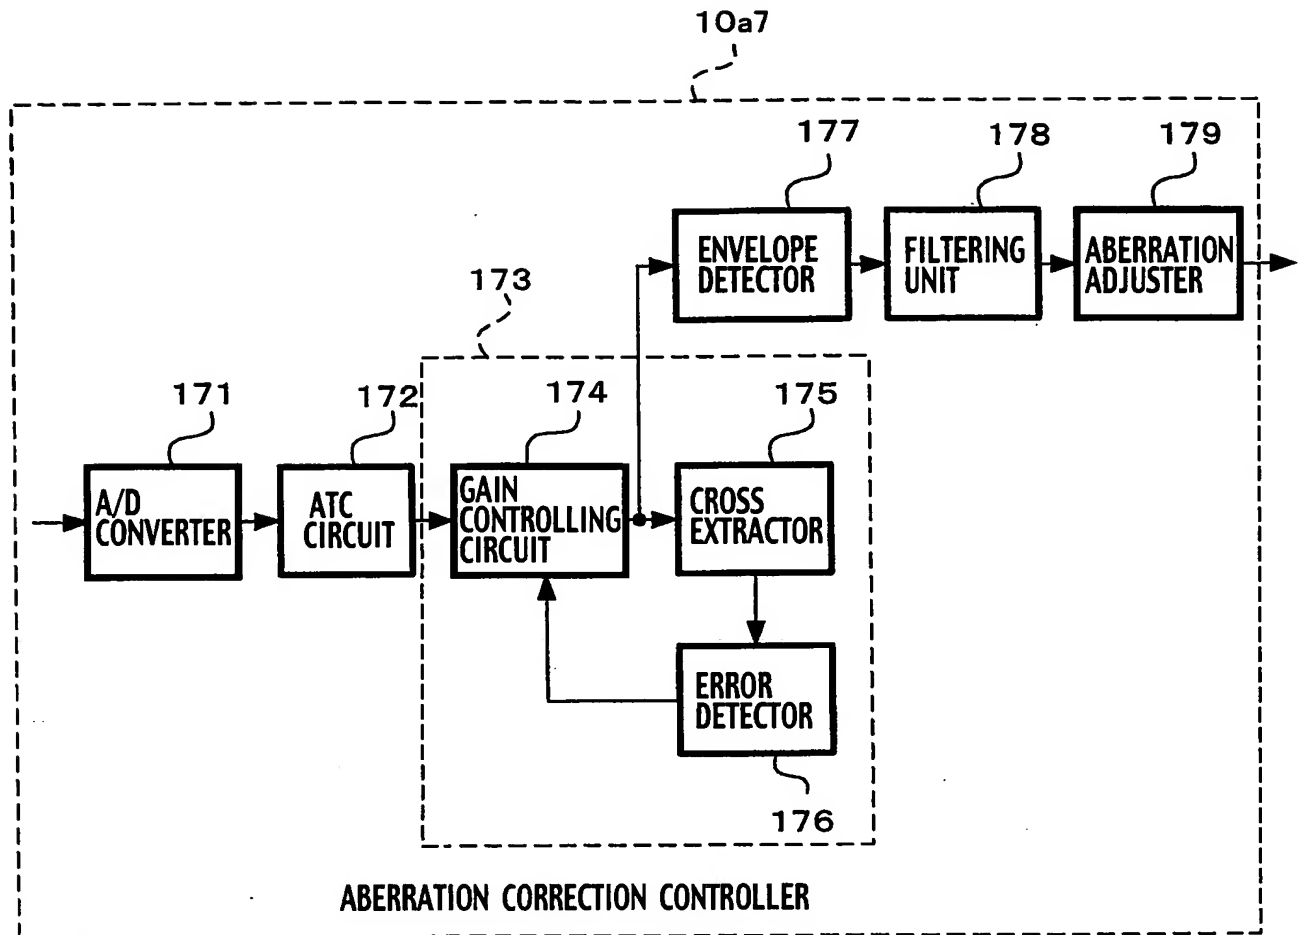 10a7
177
178
179
ENVELOPE
DETECTOR
FILTERING
UNIT
ABERRATION
ADJUSTER
173
171
172
174
175
A/D
CONVERTER
ATC
CIRCUIT
GAIN
CONTROLLING
CIRCUIT
CROSS
EXTRACTOR
ERROR
DETECTOR
176
ABERRATION CORRECTION CONTROLLER